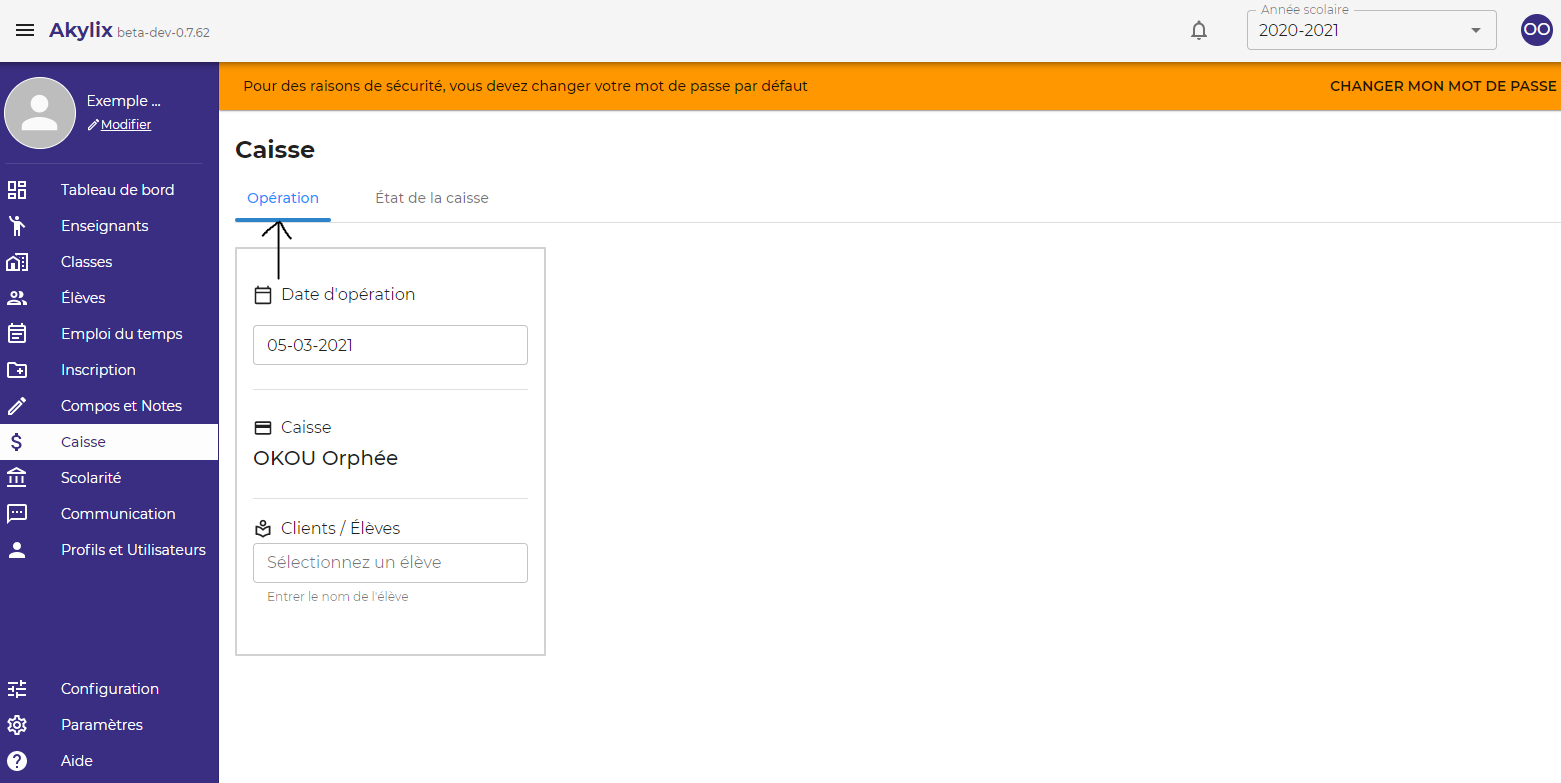 Akylix beta-dev-0.7.62
Année scolaire
2020-2021
OO
Pour des raisons de sécurité, vous devez changer votre mot de passe par défaut
CHANGER MON MOT DE PASSE
Exemple ...
Modifier
Tableau de bord
Enseignants
Classes
Élèves
Emploi du temps
Inscription
Compos et Notes
Caisse
Scolarité
Communication
Profils et Utilisateurs
Configuration
Paramètres
Aide
Caisse
Opération
État de la caisse
Date d'opération
05-03-2021
Caisse
OKOU Orphée
Clients / Élèves
Sélectionnez un élève
Entrer le nom de l'élève